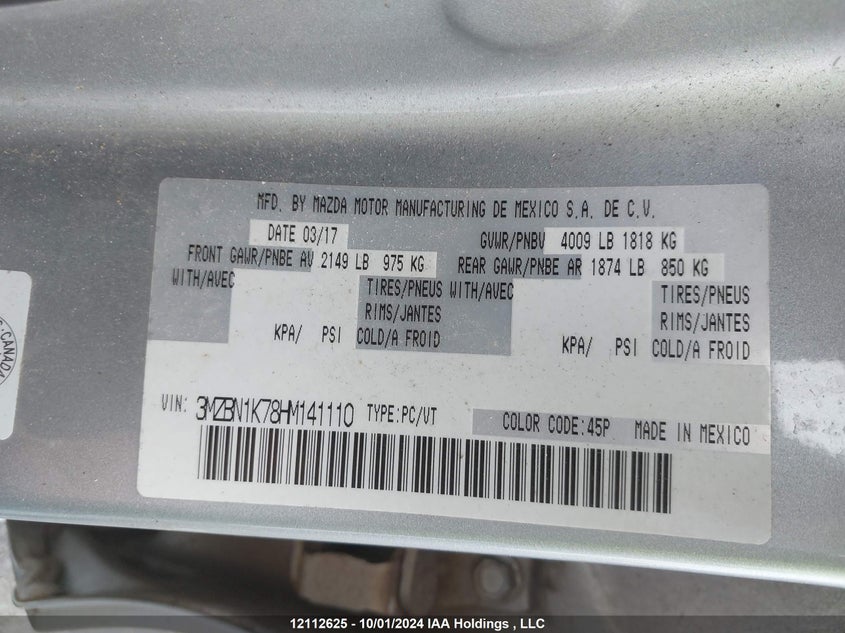 MFD. BY MAZDA MOTOR MANUFACTURING DE MEXICO S.A. DE C.V.
DATE 03/17 GVWR/PNBV 4009 LB 1818 KG
FRONT GAWR/PNBE AV 2149 LB 975 KG REAR GAWR/PNBE AR 1874 LB 850 KG
WITH/AVEC TIRES/PNEUS WITH/AVEC TIRES/PNEUS
RIMS/JANTES RIMS/JANTES
KPA/ PSI COLD/A FROID KPA/ PSI COLD/A FROID
VIN: 3MZBN1K78HM141110 TYPE:PC/VT COLOR CODE:45P MADE IN MEXICO
CANADA
12112625 - 10/01/2024 IAA Holdings , LLC